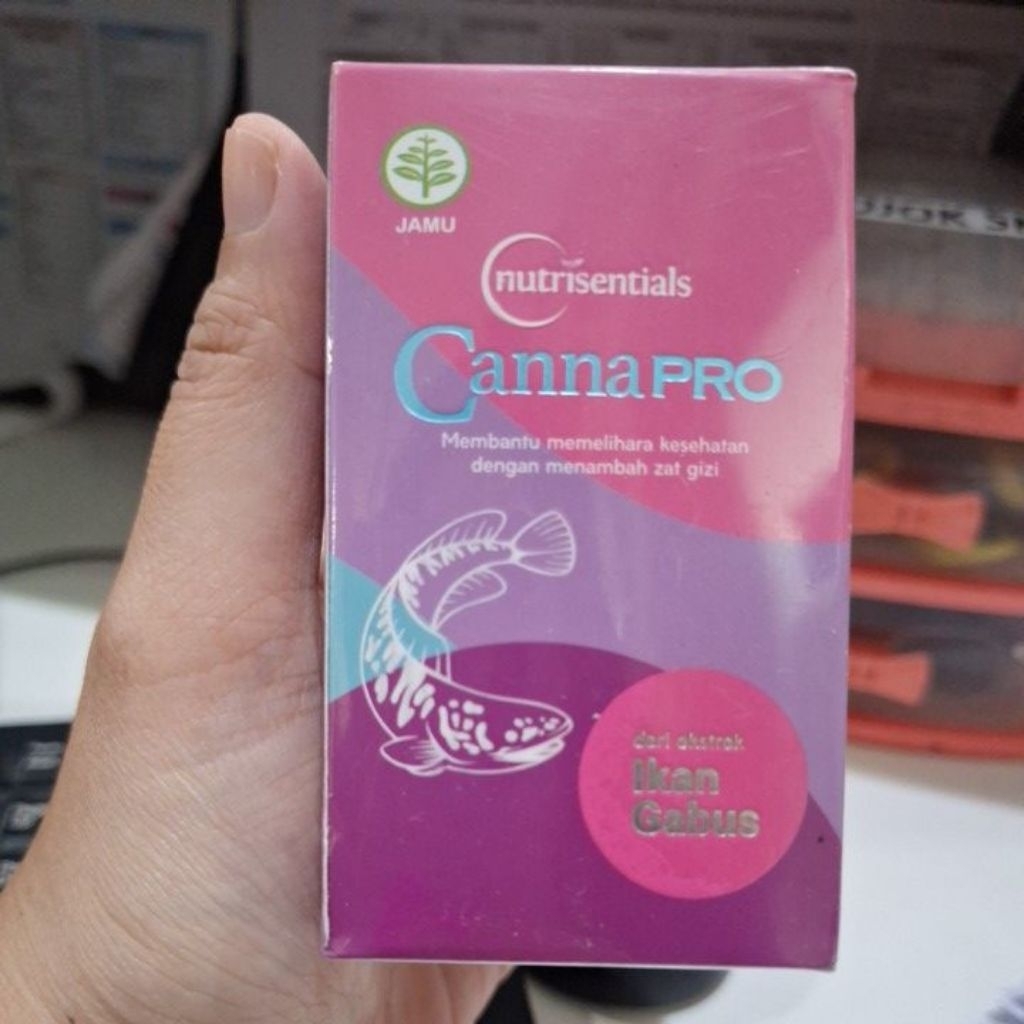 JAMU
nutrisentials
CannaPRO
Membantu memelihara kesehatan
dengan menambah zat gizi
dari ekstrak
Ikan
Gabus